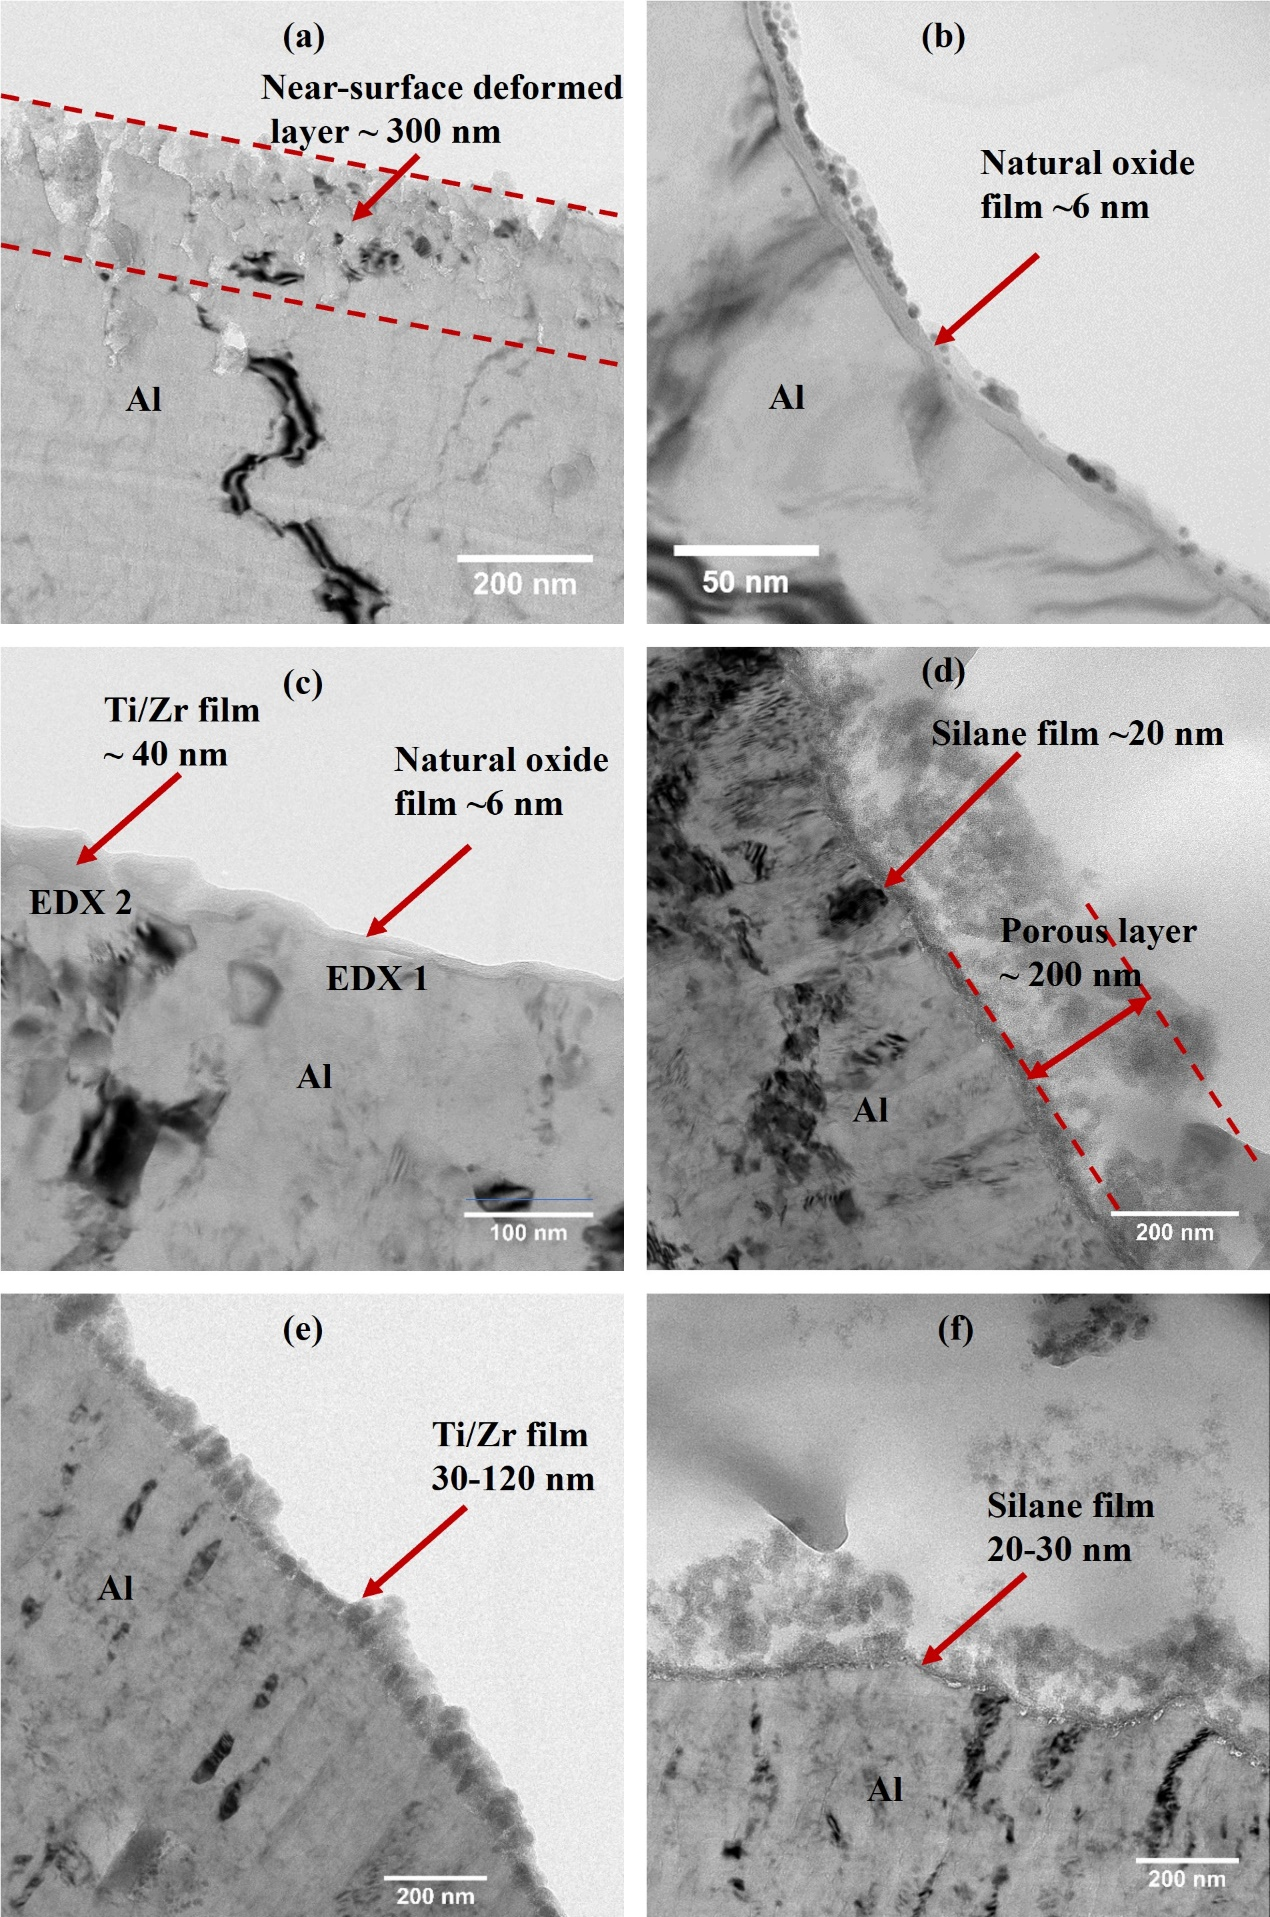 (a)
Near-surface deformed
layer ~ 300 nm
Al
200 nm
(b)
Natural oxide
film ~6 nm
Al
50 nm
(c)
Ti/Zr film
~ 40 nm
Natural oxide
film ~6 nm
EDX 2
EDX 1
Al
100 nm
(d)
Silane film ~20 nm
Porous layer
~ 200 nm
Al
200 nm
(e)
Ti/Zr film
30-120 nm
Al
200 nm
(f)
Silane film
20-30 nm
Al
200 nm